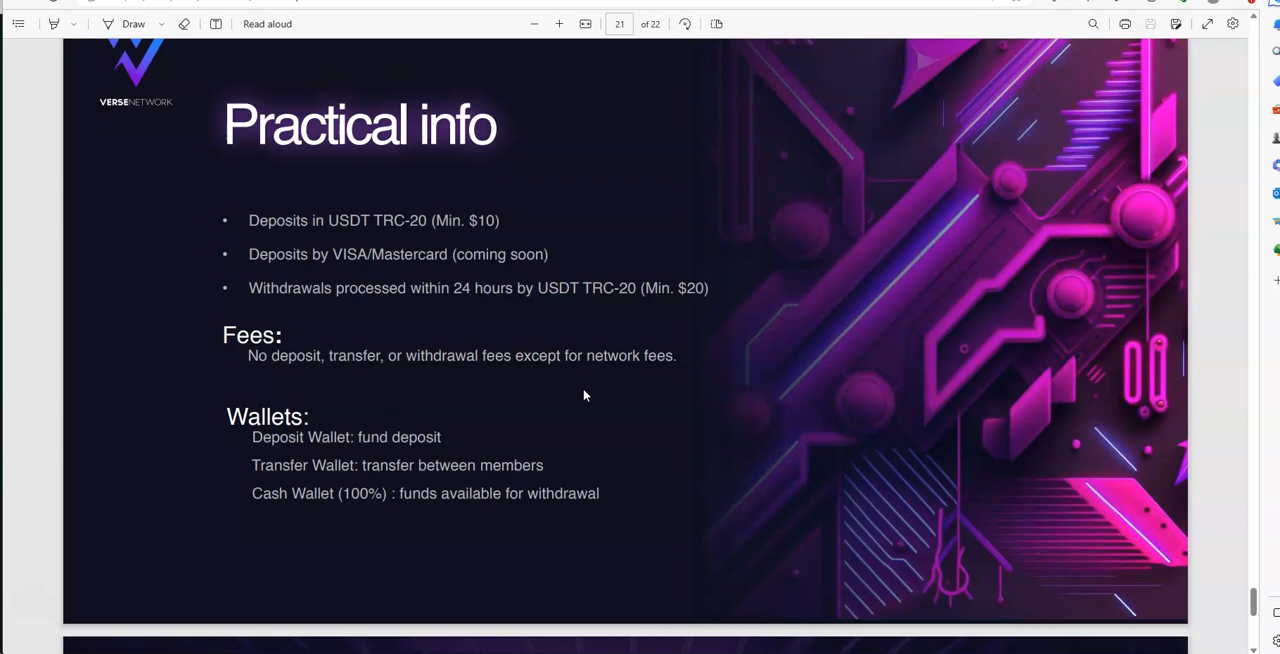 Draw
Read aloud
21
of 22
VERSENETWORK
Practical info
• Deposits in USDT TRC-20 (Min. $10)
• Deposits by VISA/Mastercard (coming soon)
• Withdrawals processed within 24 hours by USDT TRC-20 (Min. $20)
Fees:
No deposit, transfer, or withdrawal fees except for network fees.
Wallets:
Deposit Wallet: fund deposit
Transfer Wallet: transfer between members
Cash Wallet (100%) : funds available for withdrawal